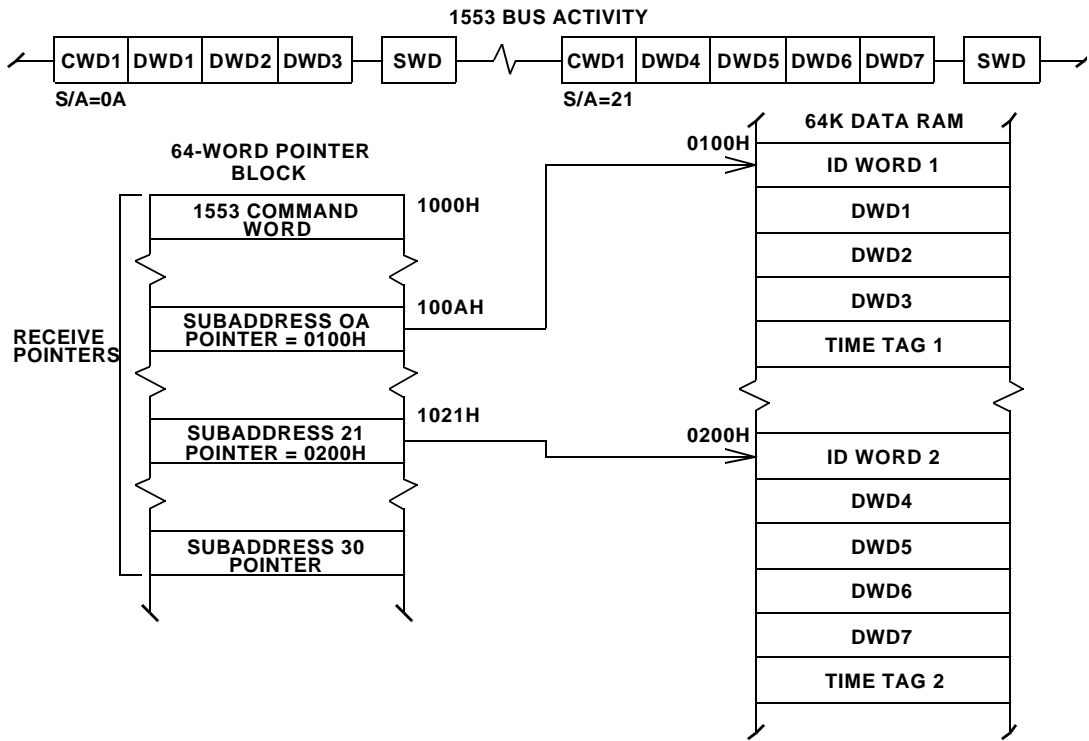 1553 BUS ACTIVITY
CWD1 DWD1 DWD2 DWD3 SWD CWD1 DWD4 DWD5 DWD6 DWD7 SWD
S/A=0A S/A=21
64-WORD POINTER
BLOCK
RECEIVE
POINTERS
1553 COMMAND
WORD
1000H
SUBADDRESS OA
POINTER = 0100H
100AH
SUBADDRESS 21
POINTER = 0200H
1021H
SUBADDRESS 30
POINTER
64K DATA RAM
0100H
ID WORD 1
DWD1
DWD2
DWD3
TIME TAG 1
0200H
ID WORD 2
DWD4
DWD5
DWD6
DWD7
TIME TAG 2